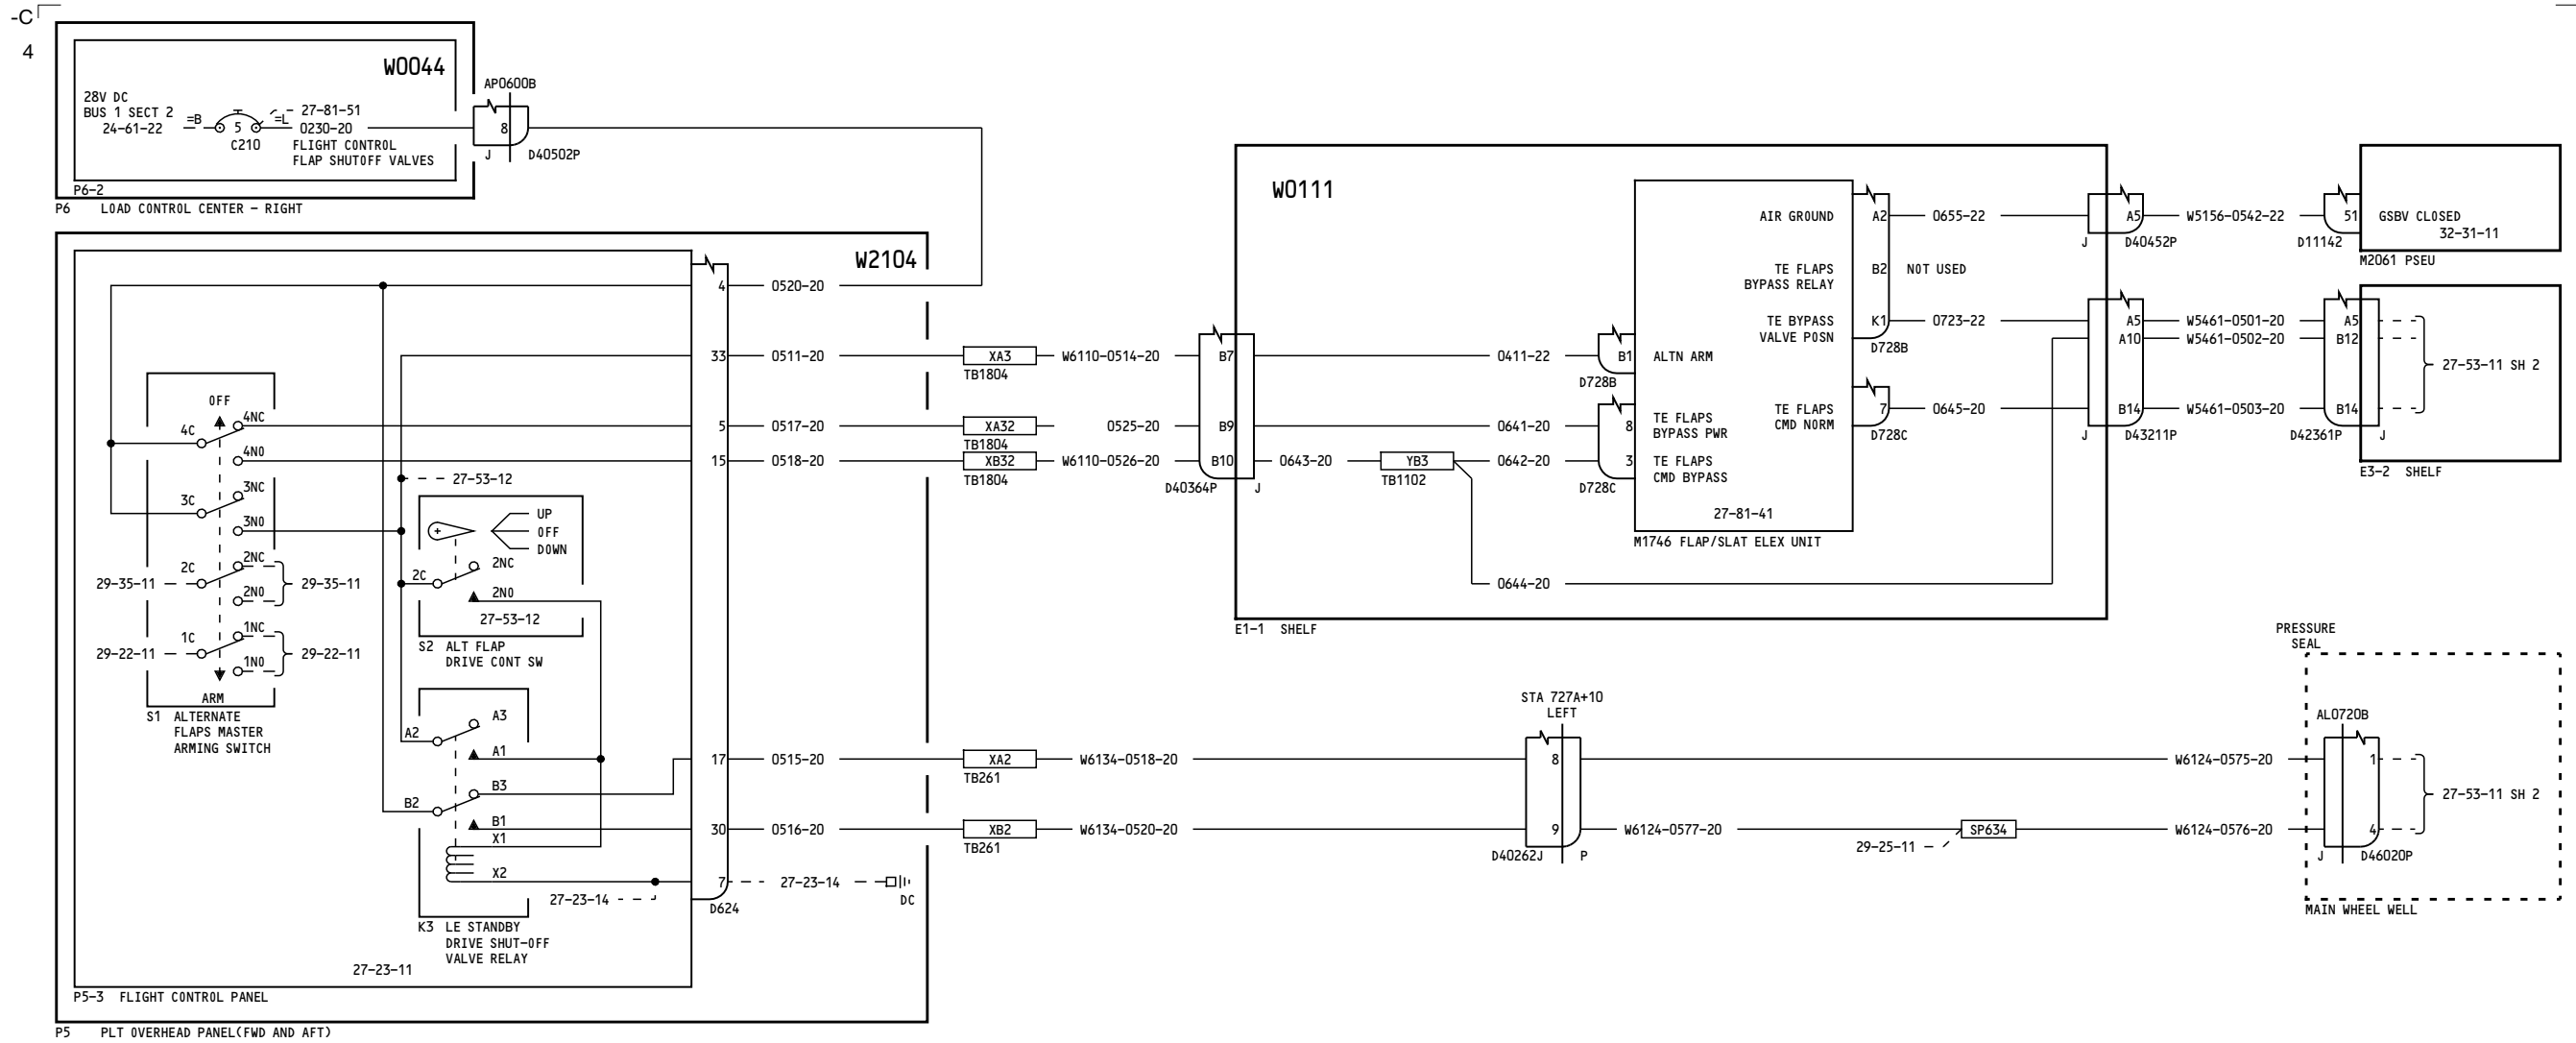 -C
4
W0044
28V DC
BUS 1 SECT 2
24-61-22
=B
5
C210
=L
27-81-51
0230-20
FLIGHT CONTROL
FLAP SHUTOFF VALVES
P6-2
P6 LOAD CONTROL CENTER - RIGHT
AP0600B
8
J
D40502P
W2104
4
0520-20
33
0511-20
XA3
TB1804
W6110-0514-20
B7
5
0517-20
XA32
TB1804
0525-20
B9
15
0518-20
XB32
TB1804
W6110-0526-20
B10
D40364P
J
OFF
4C
4NC
4NO
3C
3NC
3NO
29-35-11
2C
2NC
2NO
29-35-11
29-22-11
1C
1NC
1NO
29-22-11
ARM
S1 ALTERNATE
FLAPS MASTER
ARMING SWITCH
27-53-12
UP
OFF
DOWN
2C
2NC
2NO
27-53-12
S2 ALT FLAP
DRIVE CONT SW
A2
A3
A1
B2
B3
B1
X1
X2
27-23-14
K3 LE STANDBY
DRIVE SHUT-OFF
VALVE RELAY
27-23-11
P5-3 FLIGHT CONTROL PANEL
P5 PLT OVERHEAD PANEL(FWD AND AFT)
17
0515-20
XA2
TB261
W6134-0518-20
30
0516-20
XB2
TB261
W6134-0520-20
7
27-23-14
DC
D624
W0111
0411-22
B1
ALTN ARM
D728B
0641-20
8
TE FLAPS
BYPASS PWR
0643-20
YB3
TB1102
0642-20
3
TE FLAPS
CMD BYPASS
D728C
0644-20
AIR GROUND
A2
0655-22
TE FLAPS
BYPASS RELAY
B2
NOT USED
TE BYPASS
VALVE POSN
K1
0723-22
D728B
TE FLAPS
CMD NORM
7
0645-20
D728C
27-81-41
M1746 FLAP/SLAT ELEX UNIT
E1-1 SHELF
A5
J
D40452P
W5156-0542-22
51
D11142
GSBV CLOSED
32-31-11
M2061 PSEU
A5
W5461-0501-20
A5
A10
W5461-0502-20
B12
27-53-11 SH 2
B14
W5461-0503-20
B14
J
D43211P
D42361P
J
E3-2 SHELF
STA 727A+10
LEFT
8
9
D40262J
P
W6124-0577-20
29-25-11
SP634
W6124-0575-20
W6124-0576-20
PRESSURE
SEAL
AL0720B
1
4
27-53-11 SH 2
J
D46020P
MAIN WHEEL WELL